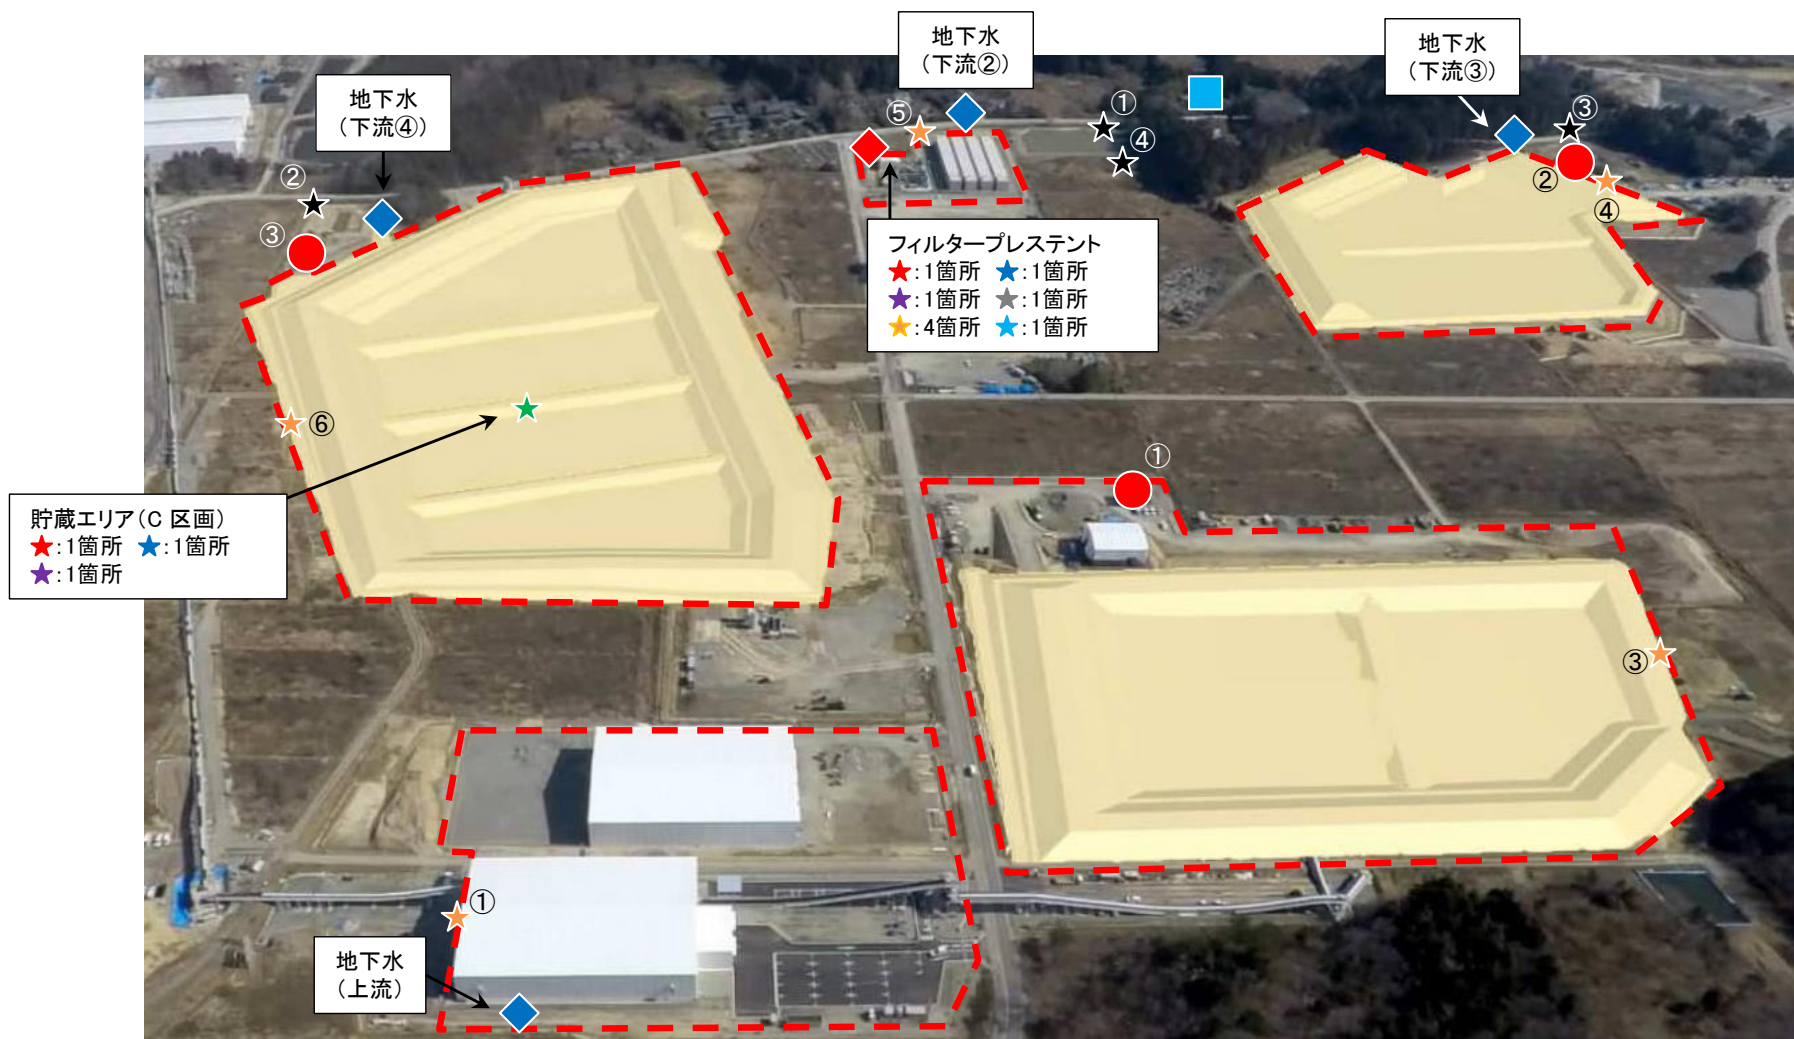 地下水
(下流②)
地下水
(下流③)
地下水
(下流④)
①
④
⑤
③
②
④
②
③
フィルタープレステント
★:1箇所 ★:1箇所
★:1箇所 ★:1箇所
★:4箇所 ★:1箇所
⑥
①
貯蔵エリア(C 区画)
★:1箇所 ★:1箇所
★:1箇所
③
①
地下水
(上流)